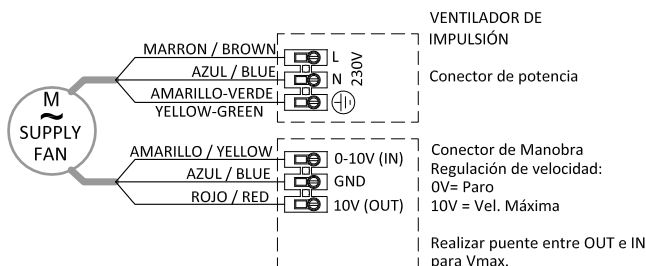 VENTILADOR DE
IMPULSIÓN
MARRON / BROWN
L
AZUL / BLUE
N
230V
Conector de potencia
AMARILLO-VERDE
YELLOW-GREEN
M
~
SUPPLY
FAN
AMARILLO / YELLOW
0-10V (IN)
AZUL / BLUE
GND
ROJO / RED
10V (OUT)
Conector de Manobra
Regulación de velocidad:
0V= Paro
10V = Vel. Máxima
Realizar puente entre OUT e IN
para Vmax.